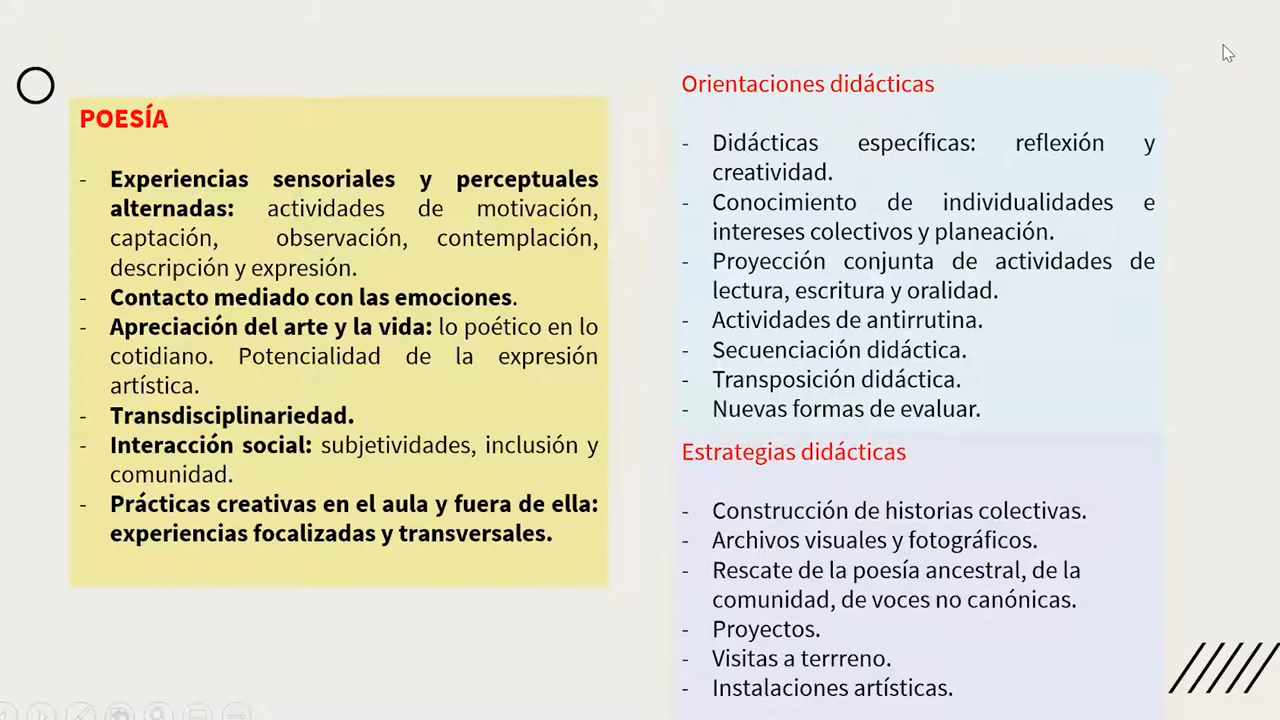 POESÍA
- Experiencias sensoriales y perceptuales
alternadas: actividades de motivación,
captación, observación, contemplación,
descripción y expresión.
- Contacto mediado con las emociones.
- Apreciación del arte y la vida: lo poético en lo
cotidiano. Potencialidad de la expresión
artística.
- Transdisciplinariedad.
- Interacción social: subjetividades, inclusión y
comunidad.
- Prácticas creativas en el aula y fuera de ella:
experiencias focalizadas y transversales.
Orientaciones didácticas
- Didácticas específicas: reflexión y
creatividad.
- Conocimiento de individualidades e
intereses colectivos y planeación.
- Proyección conjunta de actividades de
lectura, escritura y oralidad.
- Actividades de antirrutina.
- Secuenciación didáctica.
- Transposición didáctica.
- Nuevas formas de evaluar.
Estrategias didácticas
- Construcción de historias colectivas.
- Archivos visuales y fotográficos.
- Rescate de la poesía ancestral, de la
comunidad, de voces no canónicas.
- Proyectos.
- Visitas a terrreno.
- Instalaciones artísticas.